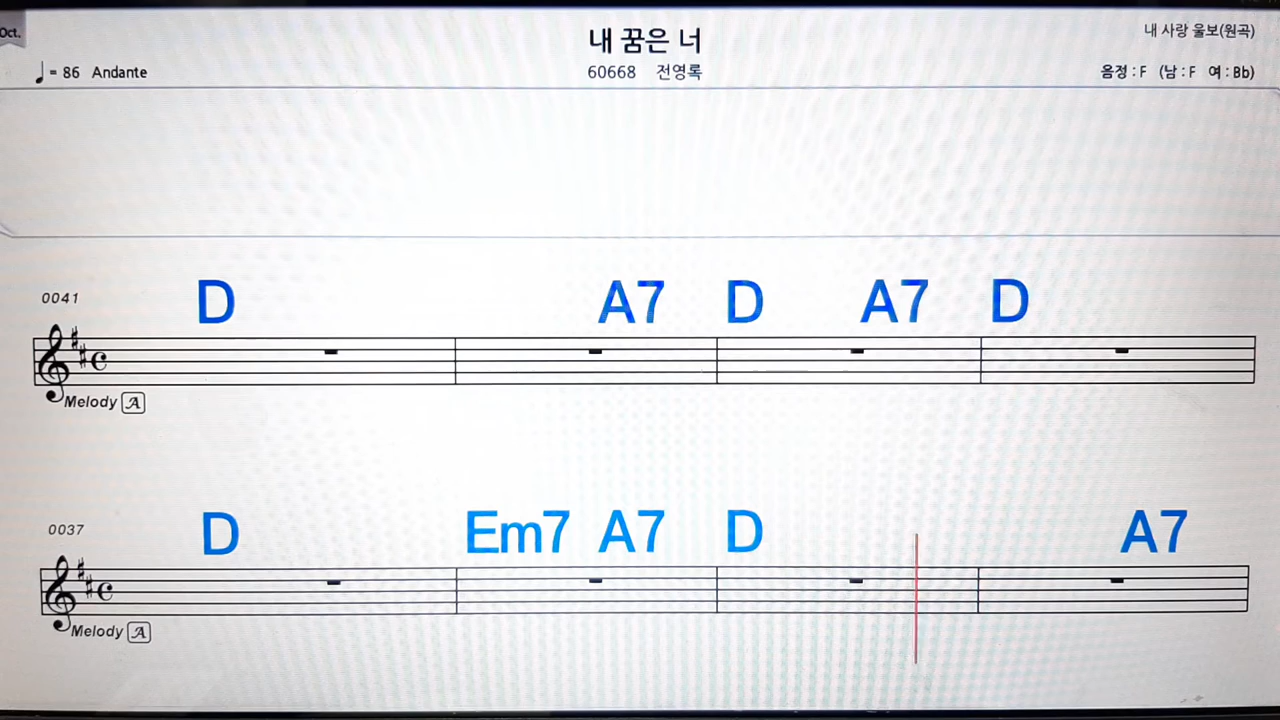 Oct.
내 꿈은 너
내 사랑 울보(원곡)
♩= 86 Andante
60668 전영록
음정 : F (남 : F 여 : Bb)
D A7 D A7 D
0041
Melody A
D Em7 A7 D A7
0037
Melody A